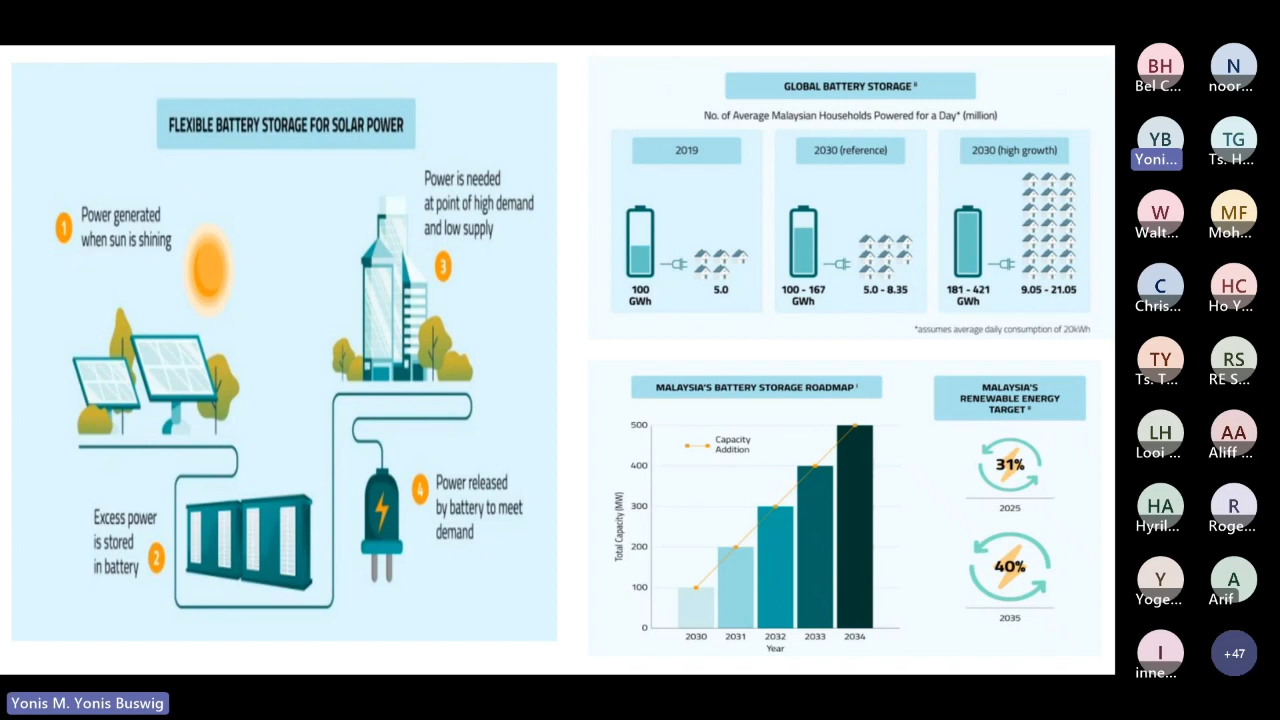 FLEXIBLE BATTERY STORAGE FOR SOLAR POWER
1
Power generated
when sun is shining
Power is needed
at point of high demand
and low supply
3
Excess power
is stored
in battery
2
4
Power released
by battery to meet
demand
GLOBAL BATTERY STORAGE
No. of Average Malaysian Households Powered for a Day* (million)
2019
100
GWh
5.0
2030 (reference)
100 - 167
GWh
5.0 - 8.35
2030 (high growth)
181 - 421
GWh
9.05 - 21.05
*assumes average daily consumption of 20kWh
MALAYSIA'S BATTERY STORAGE ROADMAP
Capacity
Addition
Total Capacity (MW)
500
400
300
200
100
0
2030 2031 2032 2033 2034
Year
MALAYSIA'S
RENEWABLE ENERGY
TARGET
31%
2025
40%
2035
BH
Bel C...
N
noor...
YB
Yoni...
TG
Ts. H...
W
Walt...
MF
Moh...
C
Chris...
HC
Ho Y...
TY
Ts. T...
RS
RE S...
LH
Looi ...
AA
Aliff ...
HA
Hyril...
R
Roge...
Y
Yoge...
A
Arif
I
inne...
+47
Yonis M. Yonis Buswig